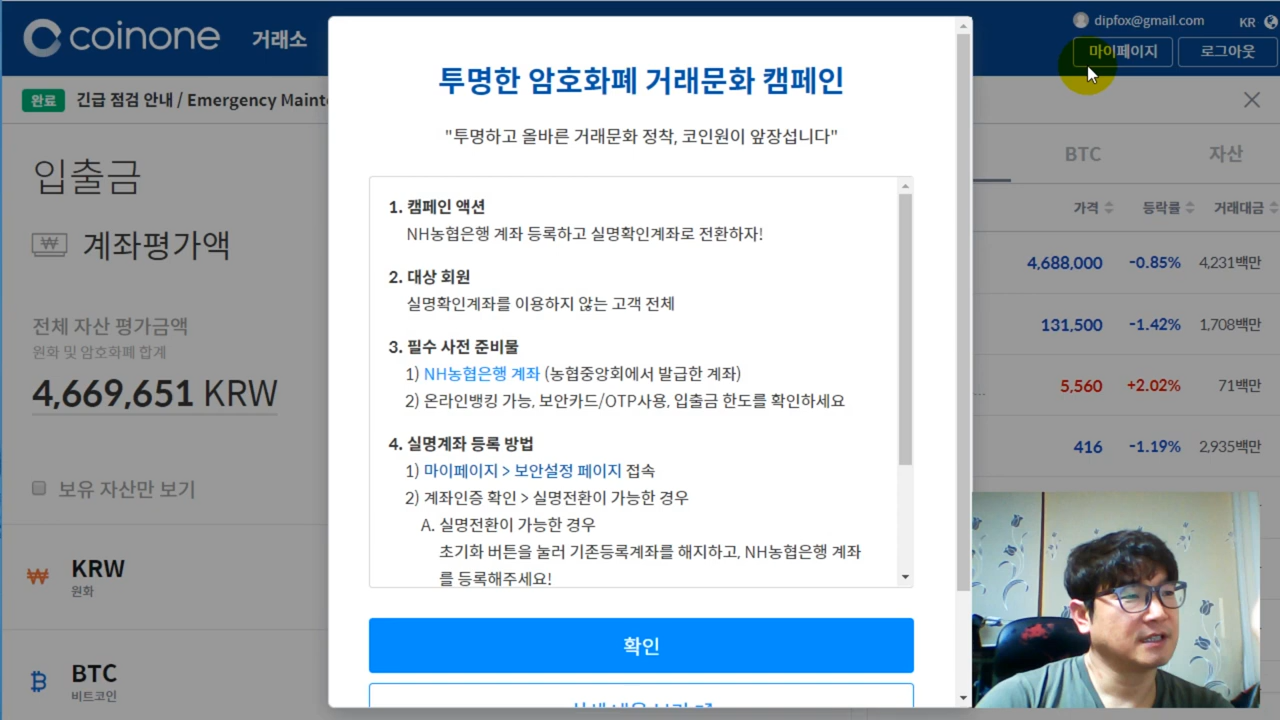 coinone 거래소
dipfox@gmail.com KR
마이페이지 로그아웃
완료 긴급 점검 안내 / Emergency
입출금
계좌평가액
전체 자산 평가금액
원화 및 암호화폐 합계
4,669,651 KRW
보유 자산만 보기
KRW
원화
BTC
비트코인
투명한 암호화폐 거래문화 캠페인
"투명하고 올바른 거래문화 정착, 코인원이 앞장섭니다"
1. 캠페인 액션
NH농협은행 계좌 등록하고 실명확인계좌로 전환하자!
2. 대상 회원
실명확인계좌를 이용하지 않는 고객 전체
3. 필수 사전 준비물
1) NH농협은행 계좌 (농협중앙회에서 발급한 계좌)
2) 온라인뱅킹 가능, 보안카드/OTP사용, 입출금 한도를 확인하세요
4. 실명계좌 등록 방법
1) 마이페이지 > 보안설정 페이지 접속
2) 계좌인증 확인 > 실명전환이 가능한 경우
A. 실명전환이 가능한 경우
초기화 버튼을 눌러 기존등록계좌를 해지하고, NH농협은행 계좌
를 등록해주세요!
확인
BTC 자산
가격 등락률 거래대금
4,688,000 -0.85% 4,231백만
131,500 -1.42% 1,708백만
5,560 +2.02% 71백만
416 -1.19% 2,935백만